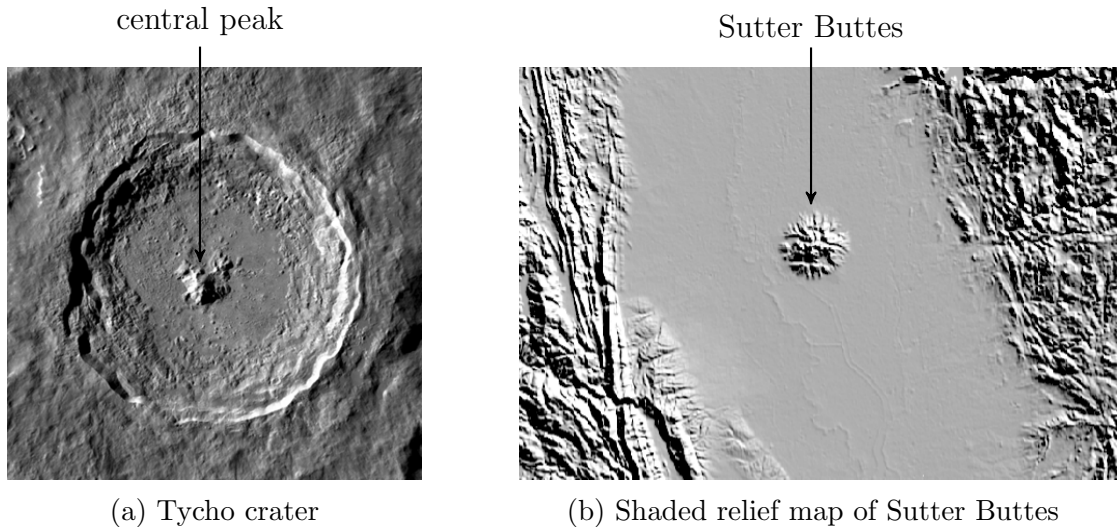 central peak
Sutter Buttes
(a) Tycho crater
(b) Shaded relief map of Sutter Buttes